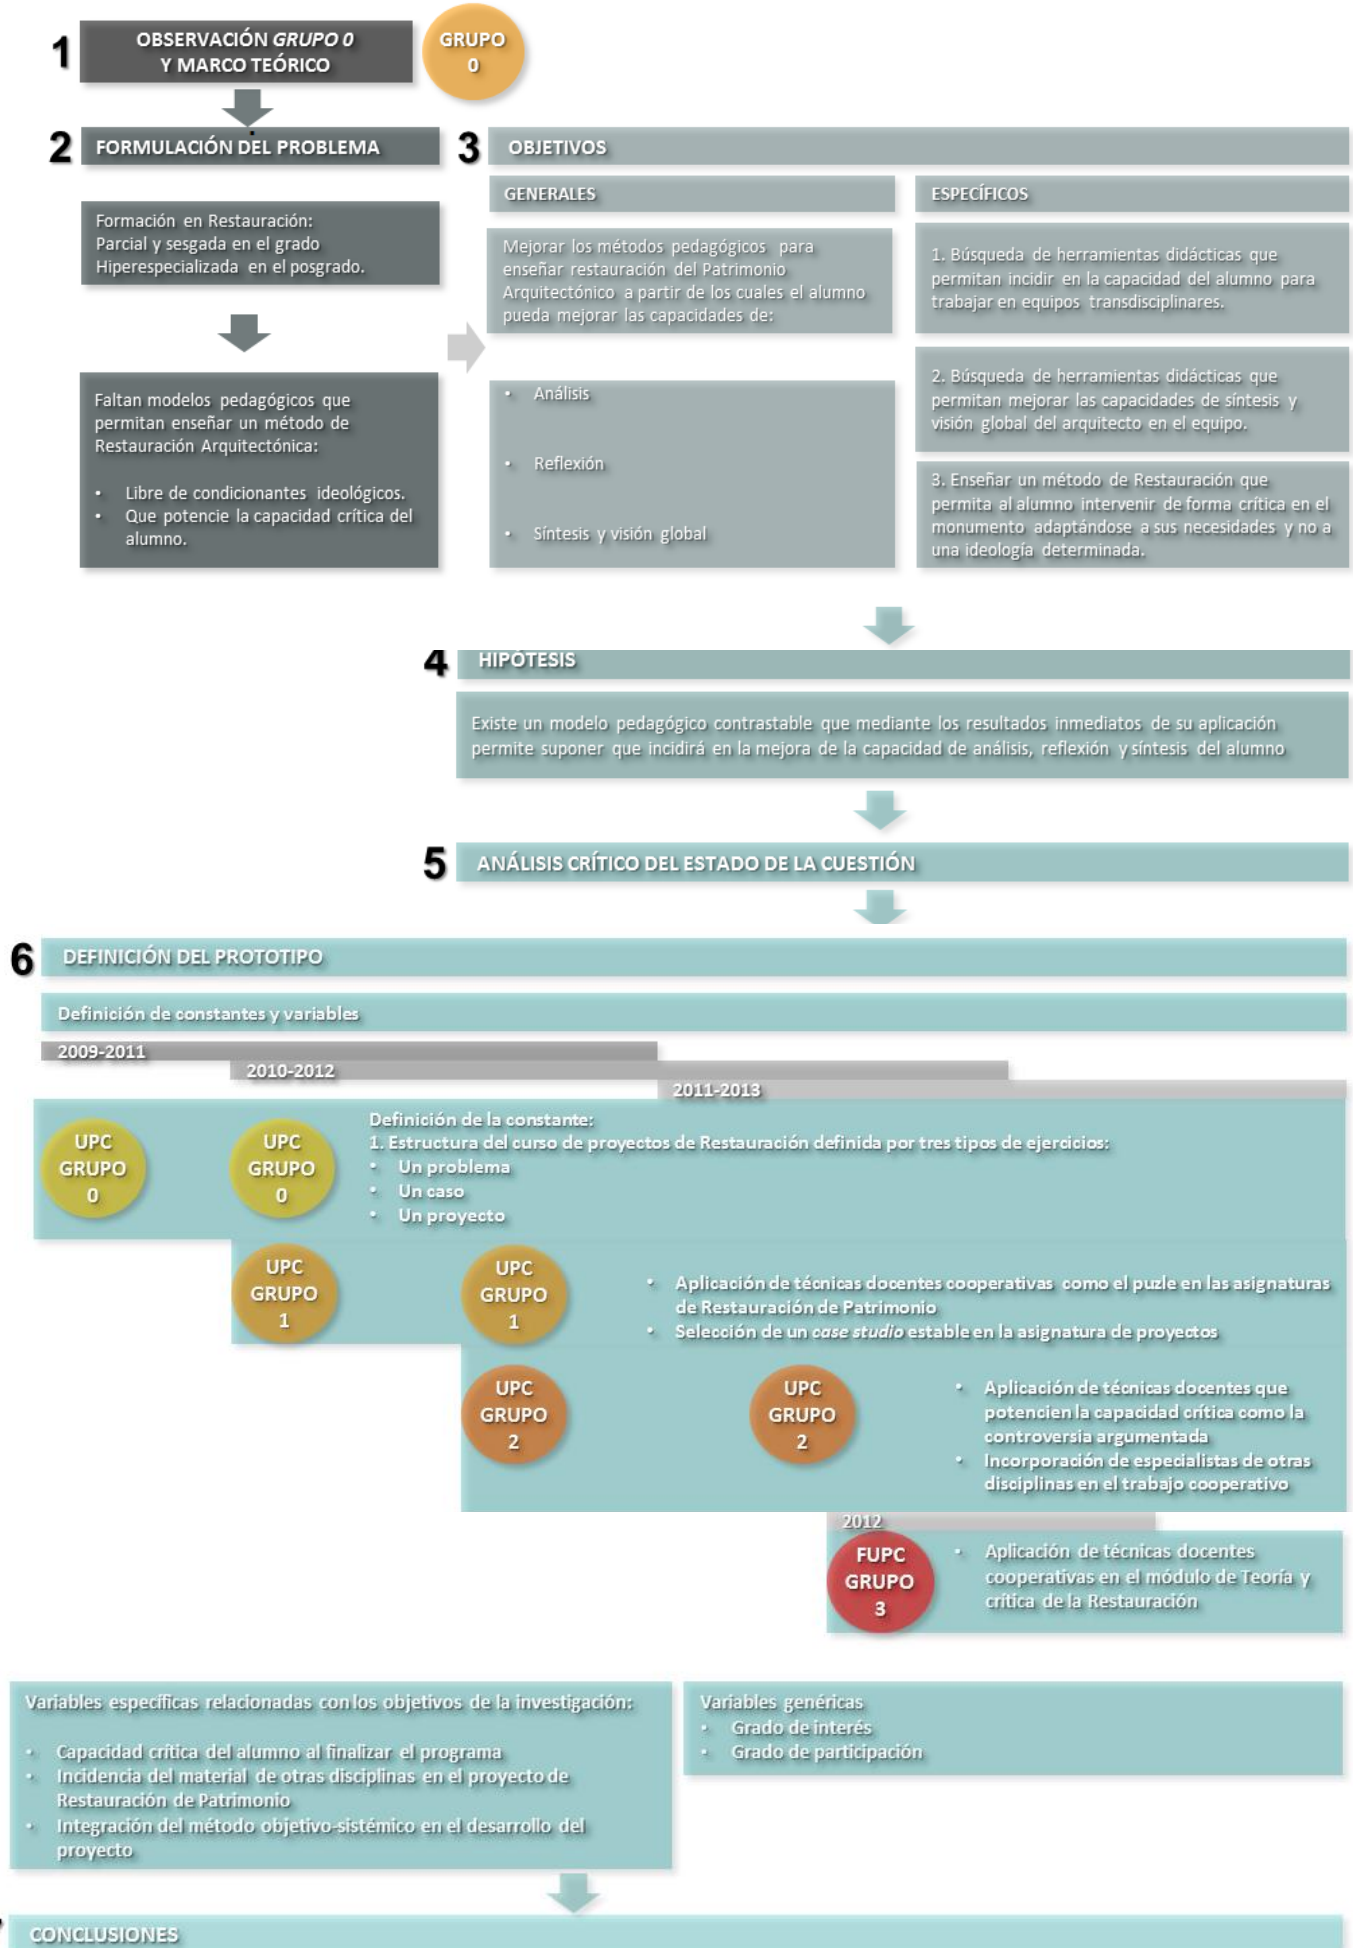 1
OBSERVACIÓN GRUPO 0
Y MARCO TEÓRICO
GRUPO
0
2
FORMULACIÓN DEL PROBLEMA
Formación en Restauración:
Parcial y sesgada en el grado
Hiperespecializada en el posgrado.
Faltan modelos pedagógicos que
permitan enseñar un método de
Restauración Arquitectónica:
• Libre de condicionantes ideológicos.
• Que potencie la capacidad crítica del
alumno.
3
OBJETIVOS
GENERALES
Mejorar los métodos pedagógicos para
enseñar restauración del Patrimonio
Arquitectónico a partir de los cuales el alumno
pueda mejorar las capacidades de:
• Análisis
• Reflexión
• Síntesis y visión global
ESPECÍFICOS
1. Búsqueda de herramientas didácticas que
permitan incidir en la capacidad del alumno para
trabajar en equipos transdisciplinares.
2. Búsqueda de herramientas didácticas que
permitan mejorar las capacidades de síntesis y
visión global del arquitecto en el equipo.
3. Enseñar un método de Restauración que
permita al alumno intervenir de forma crítica en el
monumento adaptándose a sus necesidades y no a
una ideología determinada.
4
HIPÓTESIS
Existe un modelo pedagógico contrastable que mediante los resultados inmediatos de su aplicación
permite suponer que incidirá en la mejora de la capacidad de análisis, reflexión y síntesis del alumno
5
ANÁLISIS CRÍTICO DEL ESTADO DE LA CUESTIÓN
6
DEFINICIÓN DEL PROTOTIPO
Definición de constantes y variables
2009-2011
2010-2012
2011-2013
UPC
GRUPO
0
UPC
GRUPO
0
Definición de la constante:
1. Estructura del curso de proyectos de Restauración definida por tres tipos de ejercicios:
• Un problema
• Un caso
• Un proyecto
UPC
GRUPO
1
UPC
GRUPO
1
• Aplicación de técnicas docentes cooperativas como el puzle en las asignaturas
de Restauración de Patrimonio
• Selección de un case studio estable en la asignatura de proyectos
UPC
GRUPO
2
UPC
GRUPO
2
• Aplicación de técnicas docentes que
potencien la capacidad crítica como la
controversia argumentada
• Incorporación de especialistas de otras
disciplinas en el trabajo cooperativo
2012
FUPC
GRUPO
3
• Aplicación de técnicas docentes
cooperativas en el módulo de Teoría y
crítica de la Restauración
Variables específicas relacionadas con los objetivos de la investigación:
• Capacidad crítica del alumno al finalizar el programa
• Incidencia del material de otras disciplinas en el proyecto de
Restauración de Patrimonio
• Integración del método objetivo-sistémico en el desarrollo del
proyecto
Variables genéricas
• Grado de interés
• Grado de participación
CONCLUSIONES